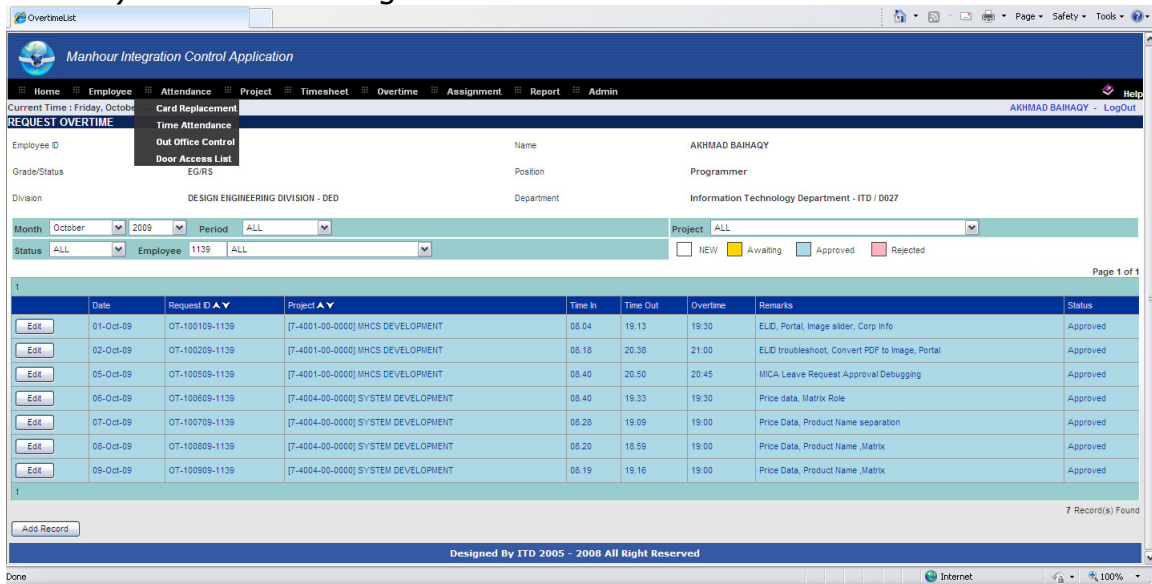 OvertimeList
Page Safety Tools
Manhour Integration Control Application
Home Employee Attendance Project Timesheet Overtime Assignment Report Admin Help
Current Time : Friday, Octobe AKHMAD BAIHAQY - LogOut
Card Replacement
Time Attendance
Out Office Control
Door Access List
REQUEST OVERTIME
Employee ID Name AKHMAD BAIHAQY
Grade/Status EG/RS Position Programmer
Division DESIGN ENGINEERING DIVISION - DED Department Information Technology Department - ITD / D027
Month October 2009 Period ALL Project ALL
Status ALL Employee 1139 ALL NEW Awaiting Approved Rejected
Page 1 of 1
1
Date Request ID Project Time In Time Out Overtime Remarks Status
Edit 01-Oct-09 OT-100109-1139 [7-4001-00-0000] MHCS DEVELOPMENT 08.04 19.13 19:30 ELID, Portal, Image slider, Corp Info Approved
Edit 02-Oct-09 OT-100209-1139 [7-4001-00-0000] MHCS DEVELOPMENT 08.18 20.38 21:00 ELID troubleshoot, Convert PDF to Image, Portal Approved
Edit 05-Oct-09 OT-100509-1139 [7-4001-00-0000] MHCS DEVELOPMENT 08.40 20.50 20:45 MICA Leave Request Approval Debugging Approved
Edit 06-Oct-09 OT-100609-1139 [7-4004-00-0000] SYSTEM DEVELOPMENT 08.40 19.33 19:30 Price data, Matrix Role Approved
Edit 07-Oct-09 OT-100709-1139 [7-4004-00-0000] SYSTEM DEVELOPMENT 08.28 19.09 19:00 Price Data, Product Name separation Approved
Edit 08-Oct-09 OT-100809-1139 [7-4004-00-0000] SYSTEM DEVELOPMENT 08.20 18.59 19:00 Price Data, Product Name ,Matrix Approved
Edit 09-Oct-09 OT-100909-1139 [7-4004-00-0000] SYSTEM DEVELOPMENT 08.19 19.16 19:00 Price Data, Product Name ,Matrix Approved
1
7 Record(s) Found
Add Record
Designed By ITD 2005 - 2008 All Right Reserved
Done Internet 100%